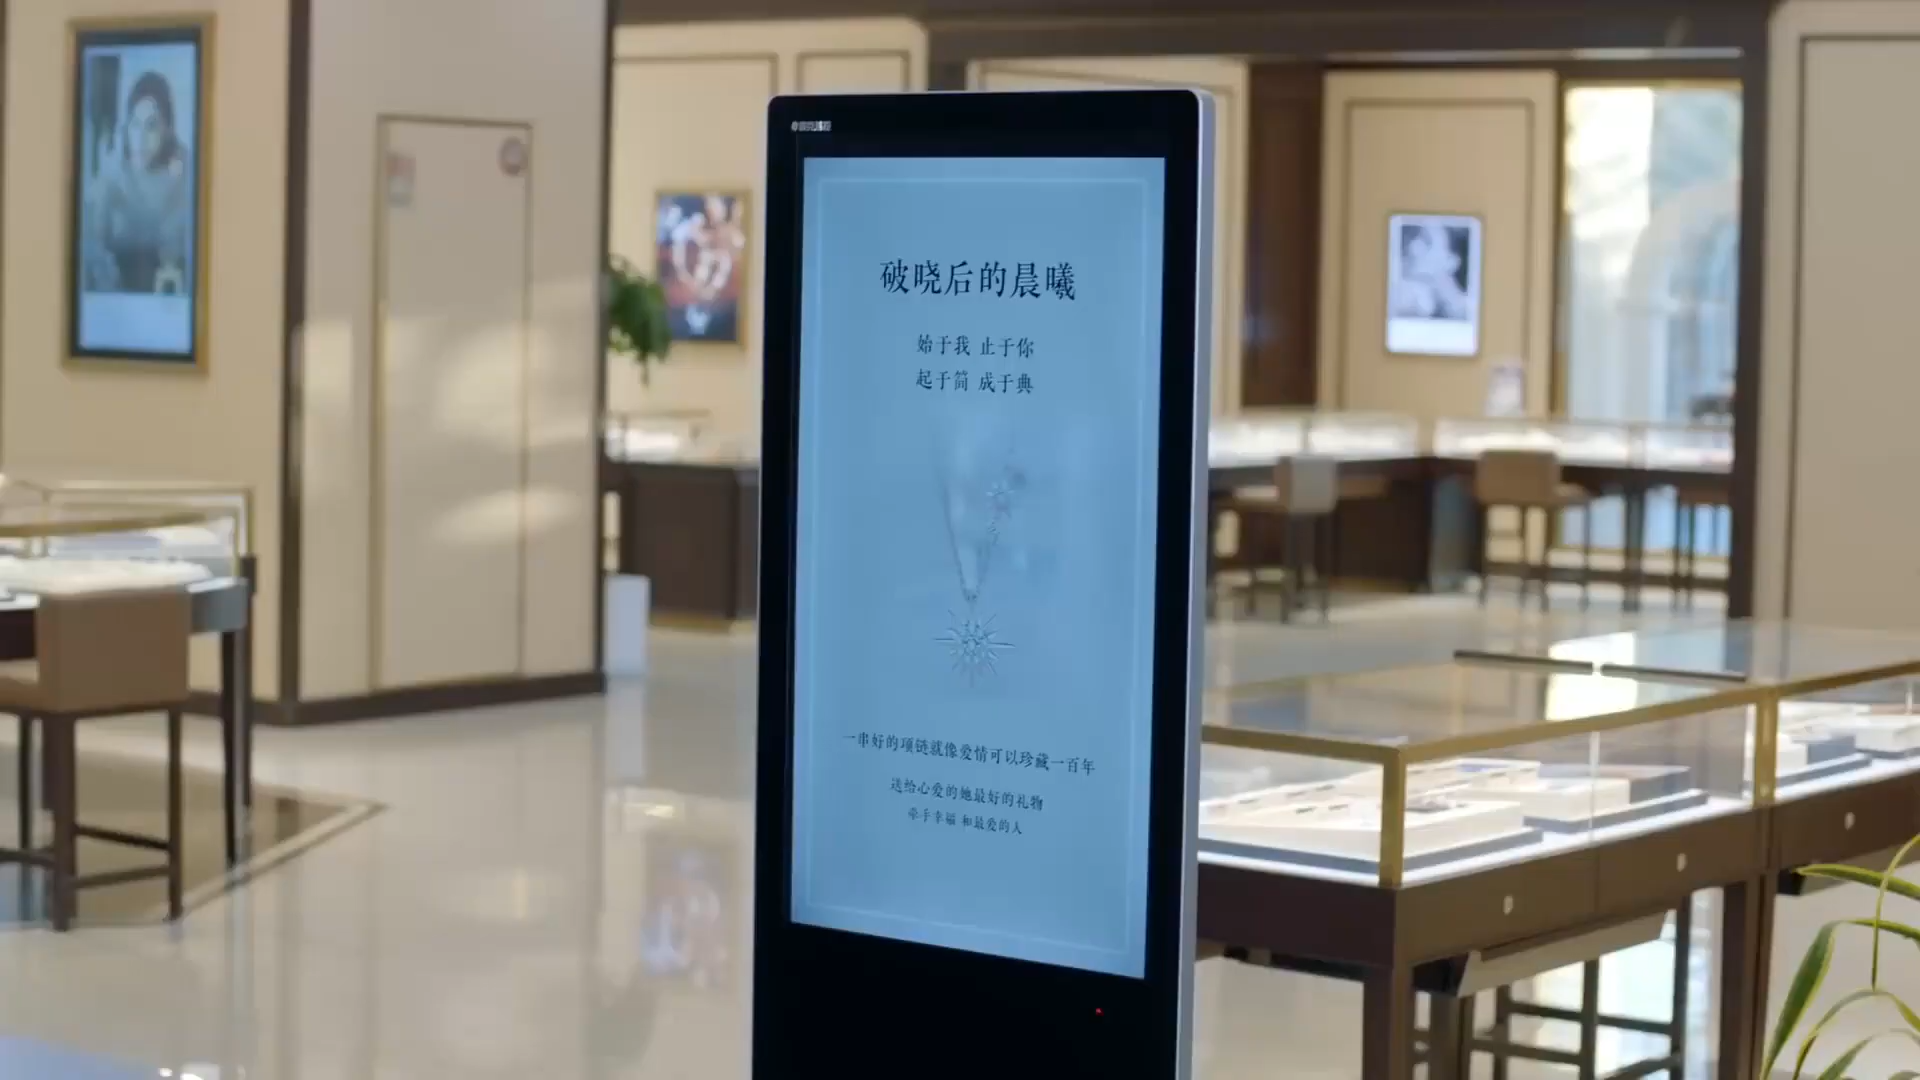 破晓后的晨曦
始于我 止于你
起于简 成于典
一串好的项链就像爱情可以珍藏一百年
送给心爱的她最好的礼物
牵手幸福 和最爱的人